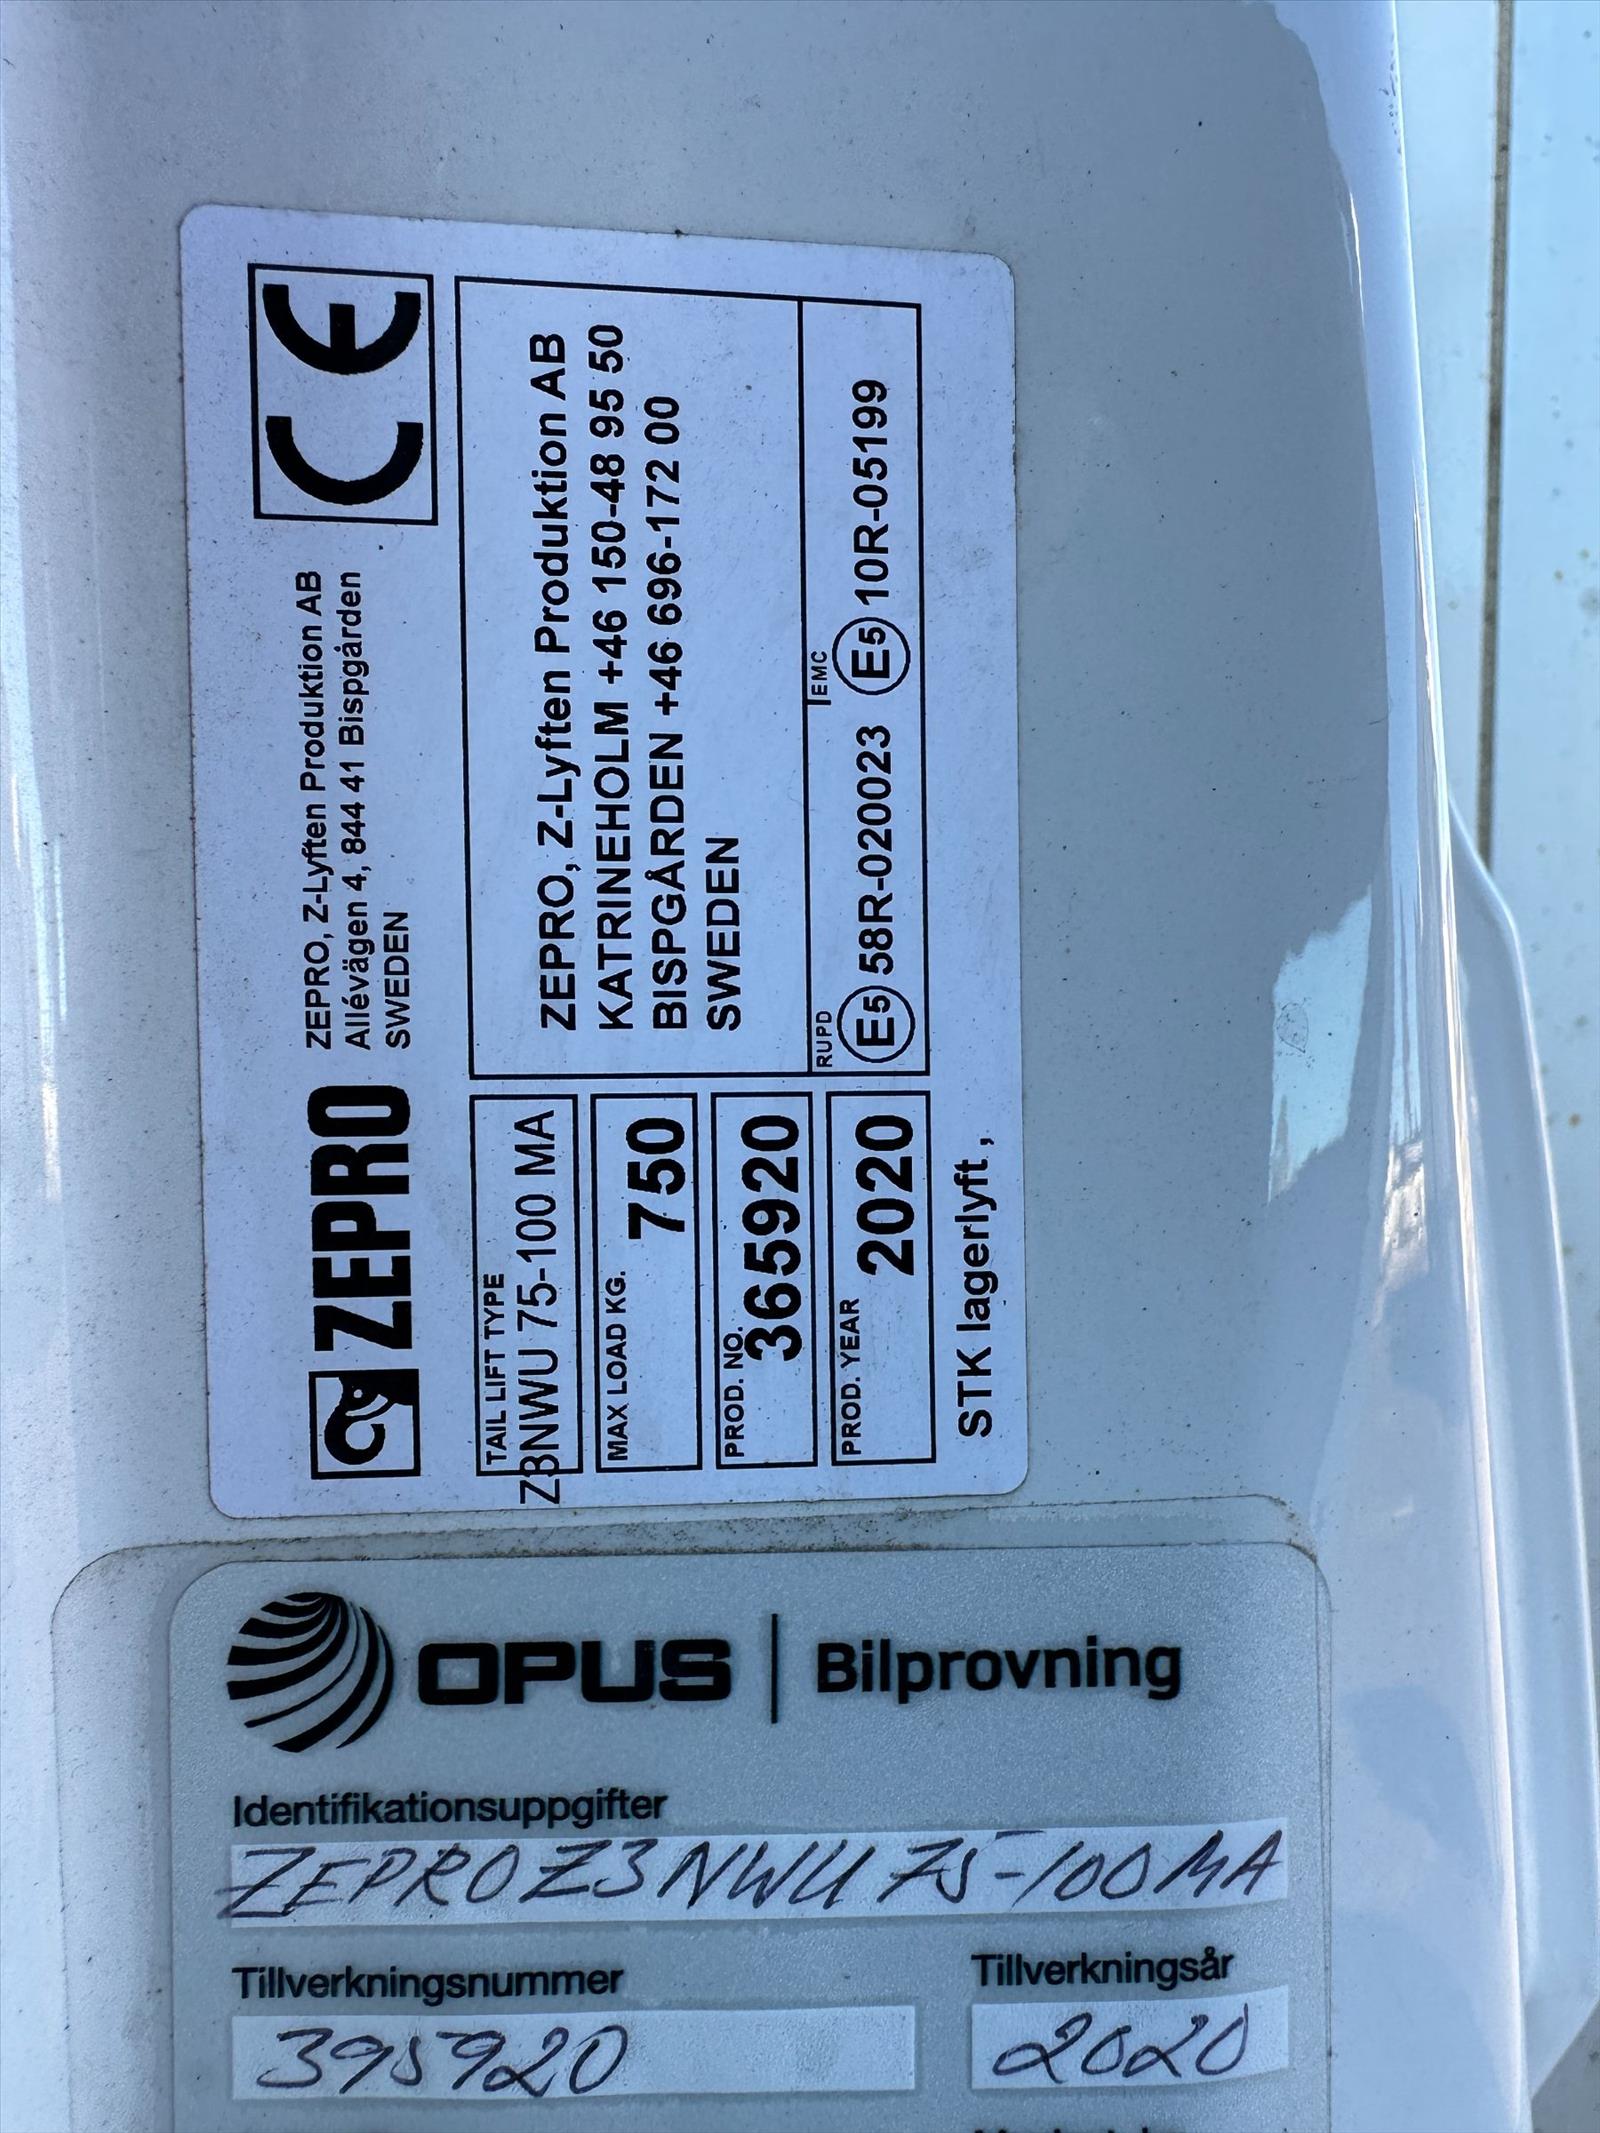 ZEPRO
ZEPRO, Z-Lyften Produktion AB
Allévägen 4, 844 41 Bispgården
SWEDEN
CE
TAIL LIFT TYPE
Z3NWU 75-100 MA
MAX LOAD KG.
750
PROD. NO.
365920
PROD. YEAR
2020
ZEPRO, Z-Lyften Produktion AB
KATRINEHOLM +46 150-48 95 50
BISPGÅRDEN +46 696-172 00
SWEDEN
RUPD
E5 58R-020023
EMC
E5 10R-05199
STK lagerlyft ,
OPUS | Bilprovning
Identifikationsuppgifter
ZEPRO Z3NWU 75-100MA
Tillverkningsnummer
395920
Tillverkningsår
2020